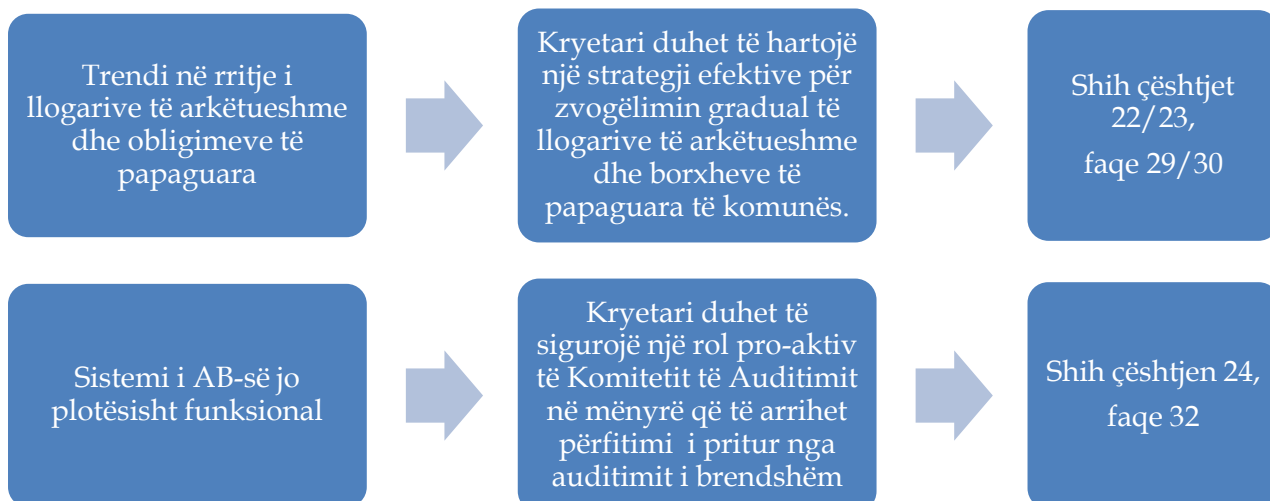 Trendi në rritje i
llogarive të arkëtueshme
dhe obligimeve të
papaguara
Kryetari duhet të hartojë
një strategji efektive për
zvogëlimin gradual të
llogarive të arkëtueshme
dhe borxheve të
papaguara të komunës.
Shih çështjet
22/23,
faqe 29/30
Sistemi i AB-së jo
plotësisht funksional
Kryetari duhet të
sigurojë një rol pro-aktiv
të Komitetit të Auditimit
në mënyrë që të arrihet
përfitimi i pritur nga
auditimit i brendshëm
Shih çështjen 24,
faqe 32